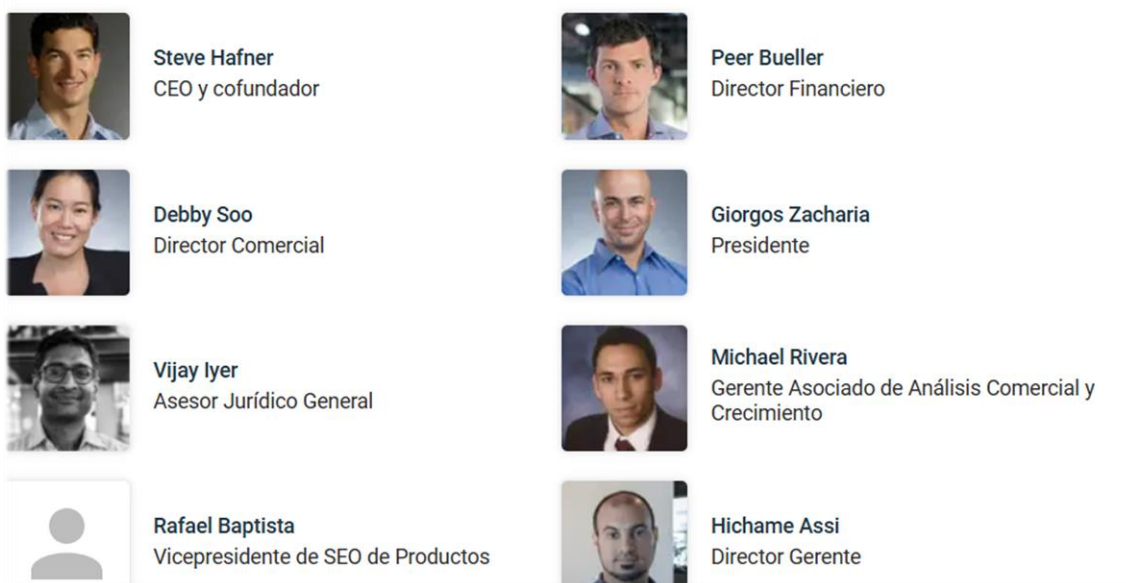 Steve Hafner
CEO y cofundador
Peer Bueller
Director Financiero
Debby Soo
Director Comercial
Giorgos Zacharia
Presidente
Vijay Iyer
Asesor Jurídico General
Michael Rivera
Gerente Asociado de Análisis Comercial y
Crecimiento
Rafael Baptista
Vicepresidente de SEO de Productos
Hichame Assi
Director Gerente